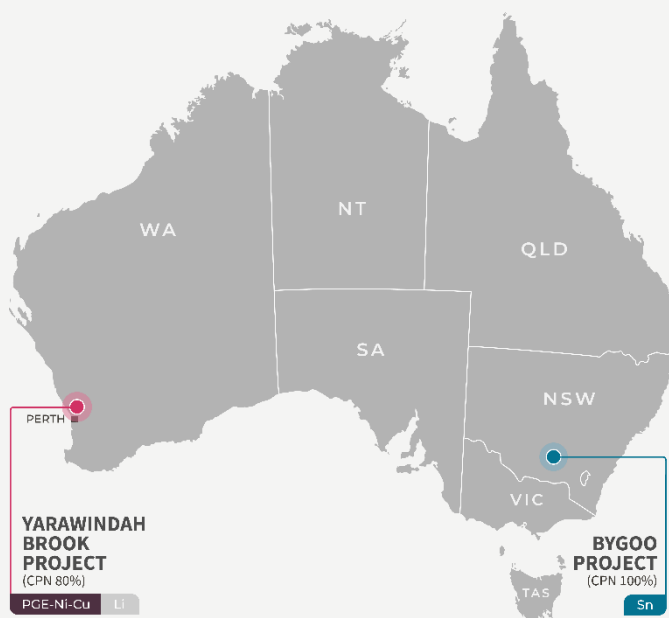 WA
NT
QLD
SA
NSW
PERTH
VIC
YARAWINDAH
BROOK
PROJECT
(CPN 80%)
PGE-Ni-Cu
Li
BYGOO
PROJECT
(CPN 100%)
Sn
TAS